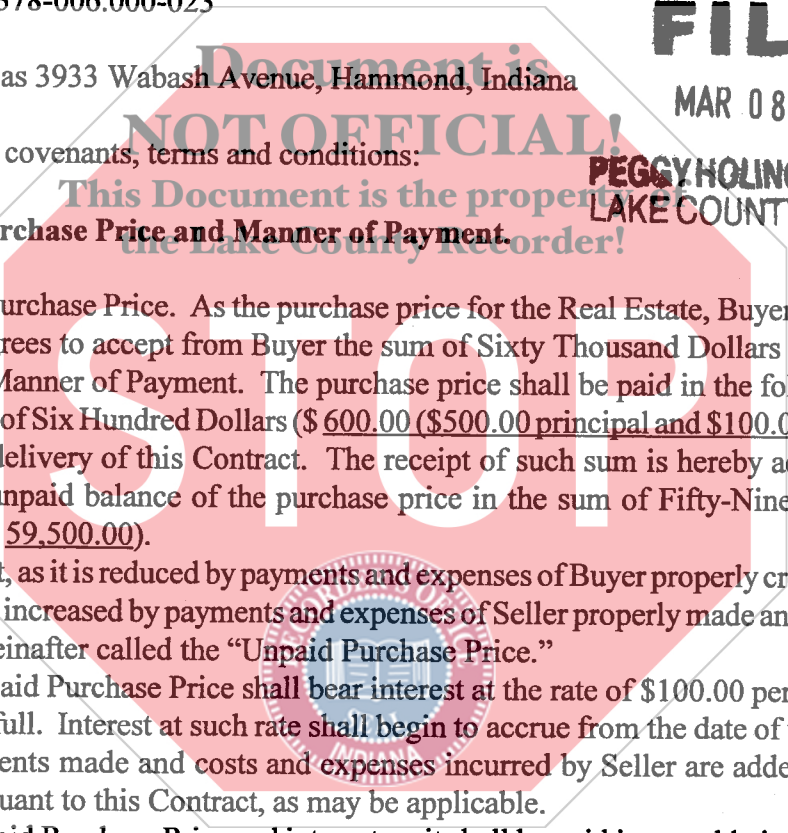 378-006.000-023
FIL
as 3933 Wabash Avenue, Hammond, Indiana
MAR 08
covenants, terms and conditions:
PEGGY HOLIN
LAKE COUNT
rchase Price and Manner of Payment.
Document is
NOT OFFICIAL!
This Document is the property of
the Lake County Recorder!
STOP
urchase Price. As the purchase price for the Real Estate, Buyer
rees to accept from Buyer the sum of Sixty Thousand Dollars
Manner of Payment. The purchase price shall be paid in the fo
of Six Hundred Dollars ($ 600.00 ($500.00 principal and $100.0
delivery of this Contract. The receipt of such sum is hereby a
unpaid balance of the purchase price in the sum of Fifty-Nine
59,500.00).
t, as it is reduced by payments and expenses of Buyer properly cr
increased by payments and expenses of Seller properly made an
einafter called the “Unpaid Purchase Price.”
aid Purchase Price shall bear interest at the rate of $100.00 per
full. Interest at such rate shall begin to accrue from the date of
ents made and costs and expenses incurred by Seller are adde
uant to this Contract, as may be applicable.
RECORDER'S OFFICE
INDIANA